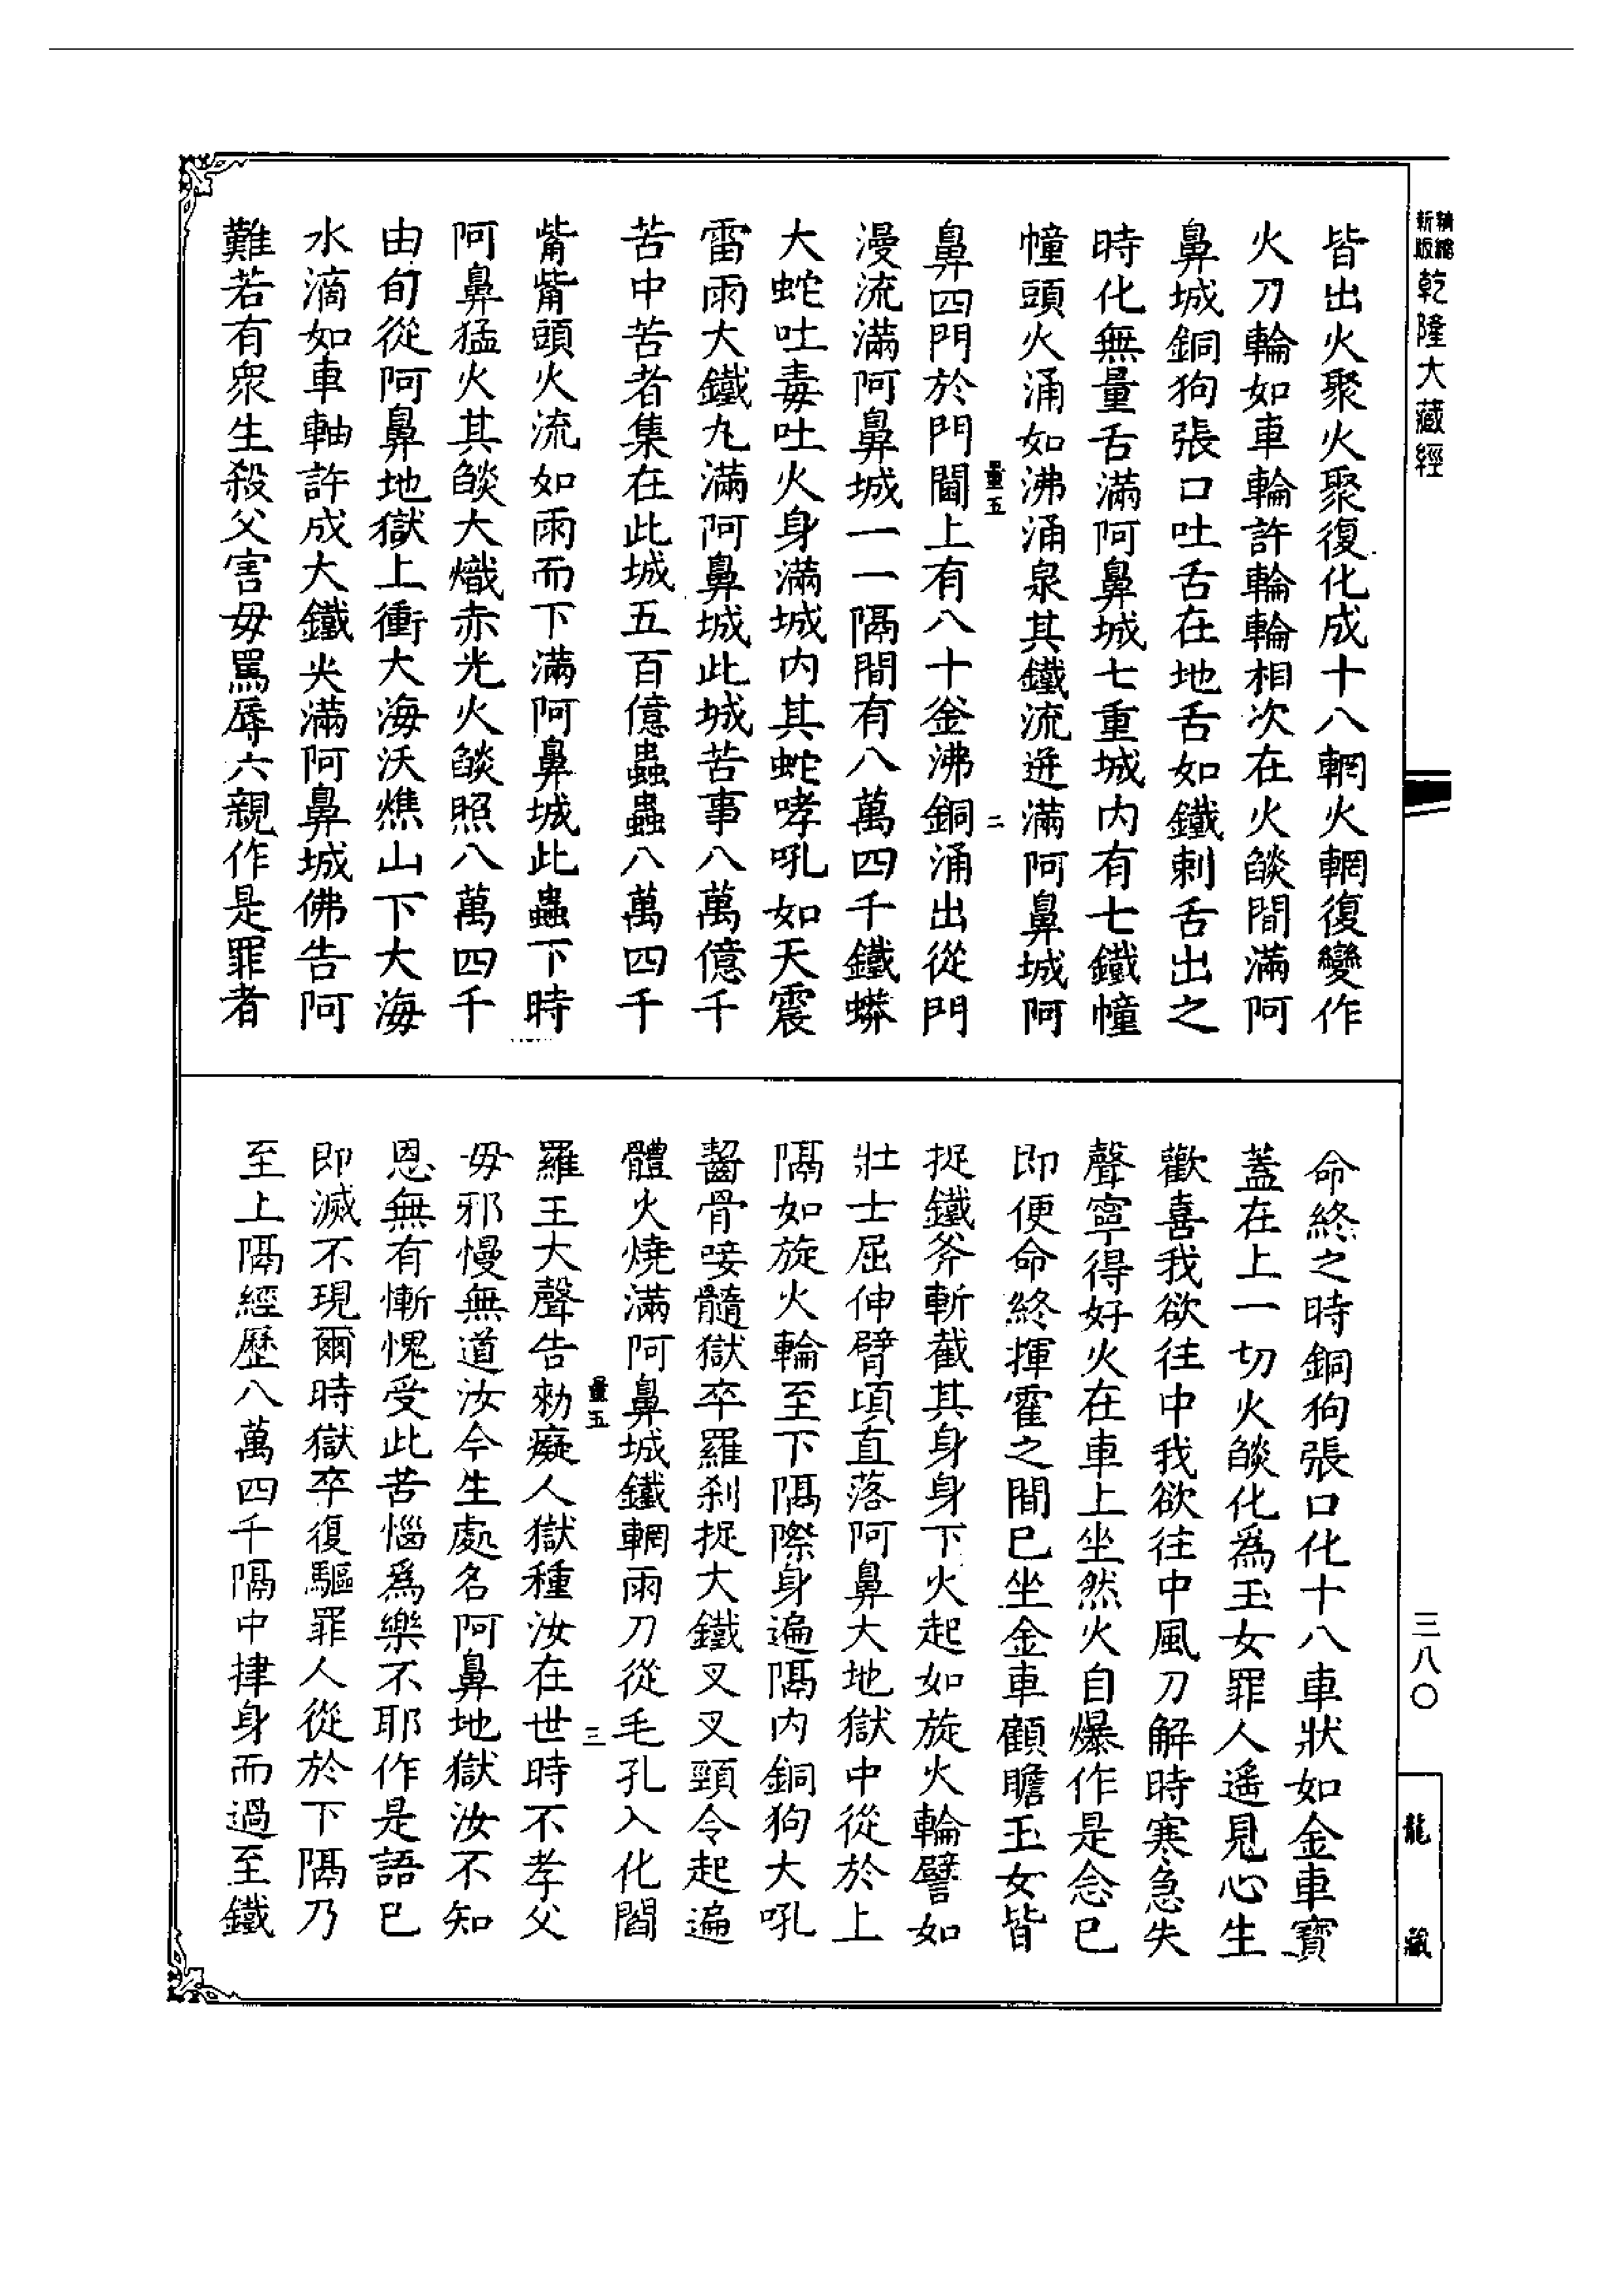 精縮
新版
乾隆大藏經
皆出火聚火聚復化成十八輞火輞復變作
火刀輪如車輪許輪輪相次在火燄間滿阿
鼻城銅狗張口吐舌在地舌如鐵刺舌出之
時化無量舌滿阿鼻城七重城内有七鐵幢
幢頭火涌如沸涌泉其鐵流迸滿阿鼻城阿
量五
二
鼻四門於門閫上有八十釜沸銅涌出從門
漫流滿阿鼻城一一隔間有八萬四千鐵蟒
大蛇吐毒吐火身滿城内其蛇哮吼如天震
雷雨大鐵九滿阿鼻城此城苦事八萬億千
苦中苦者集在此城五百億蟲蟲八萬四千
觜觜頭火流如雨而下滿阿鼻城此蟲下時
阿鼻猛火其燄大熾赤光火燄照八萬四千
由旬從阿鼻地獄上衝大海沃燋山下大海
水滴如車軸許成大鐵尖滿阿鼻城佛告阿
難若有衆生殺父害毋罵辱六親作是罪者
命終之時銅狗張口化十八車狀如金車寶
蓋在上一切火燄化爲玉女罪人遙見心生
歡喜我欲往中我欲往中風刀解時寒急失
聲寧得好火在車上坐然火自爆作是念已
即便命終揮霍之間已坐金車顧瞻玉女皆
捉鐵斧斬截其身身下火起如旋火輪譬如
壯士屈伸臂頃直落阿鼻大地獄中從於上
隔如旋火輪至下隔際身遍隔内銅狗大吼
齧骨唼髓獄卒羅刹捉大鐵叉叉頸令起遍
體火燒滿阿鼻城鐵輞雨刀從毛孔入化閻
量五
三
羅王大聲告勑癡人獄種汝在世時不孝父
毋邪慢無道汝今生處名阿鼻地獄汝不知
恩無有慚愧受此苦惱爲樂不耶作是語已
即滅不現爾時獄卒復驅罪人從於下隔乃
至上隔經歷八萬四千隔中㨖身而過至鐵
三八〇
龍藏